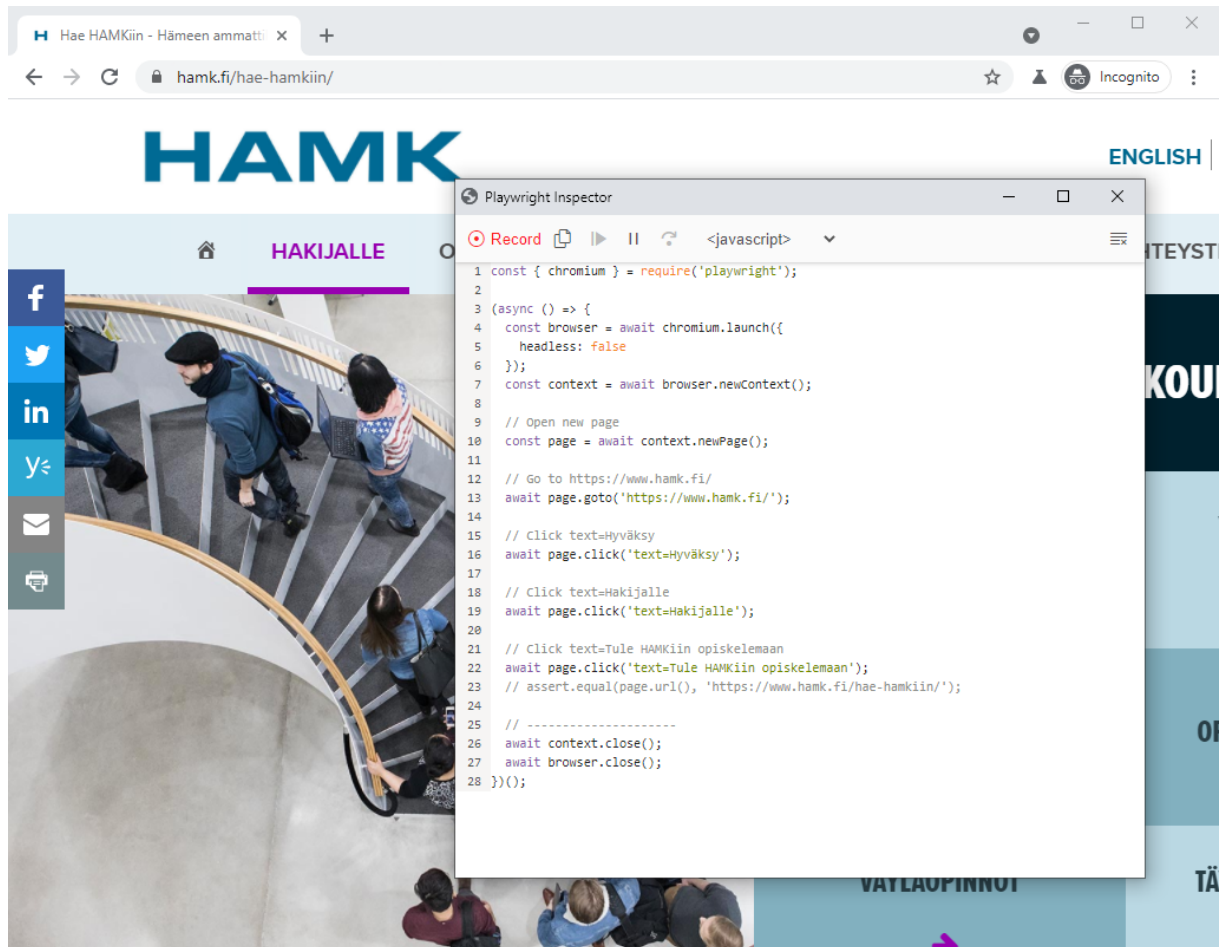 Hae HAMKiin - Hämeen ammatti
hamk.fi/hae-hamkiin/
Incognito
HAMK
ENGLISH
HAKIJALLE
O
HTEYSTI
Playwright Inspector
Record
<javascript>
1 const { chromium } = require('playwright');
2
3 (async () => {
4 const browser = await chromium.launch({
5 headless: false
6 });
7 const context = await browser.newContext();
8
9 // Open new page
10 const page = await context.newPage();
11
12 // Go to https://www.hamk.fi/
13 await page.goto('https://www.hamk.fi/');
14
15 // Click text=Hyväksy
16 await page.click('text=Hyväksy');
17
18 // Click text=Hakijalle
19 await page.click('text=Hakijalle');
20
21 // Click text=Tule HAMKiin opiskelemaan
22 await page.click('text=Tule HAMKiin opiskelemaan');
23 // assert.equal(page.url(), 'https://www.hamk.fi/hae-hamkiin/');
24
25 // ---------------------
26 await context.close();
27 await browser.close();
28 })();
f
in
y
KOU
OP
VÄYLÄOPINNOT
TÄ